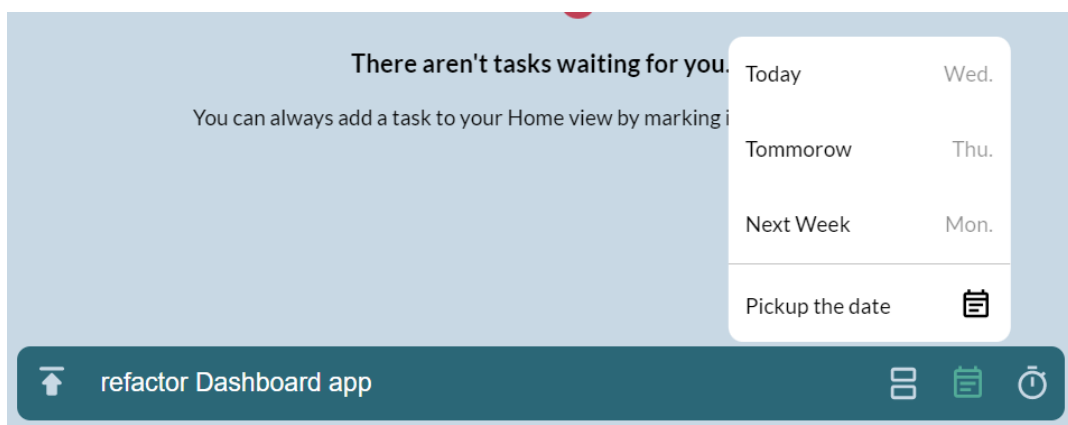 There aren't tasks waiting for you.
You can always add a task to your Home view by marking
Today Wed.
Tommorow Thu.
Next Week Mon.
Pickup the date
refactor Dashboard app